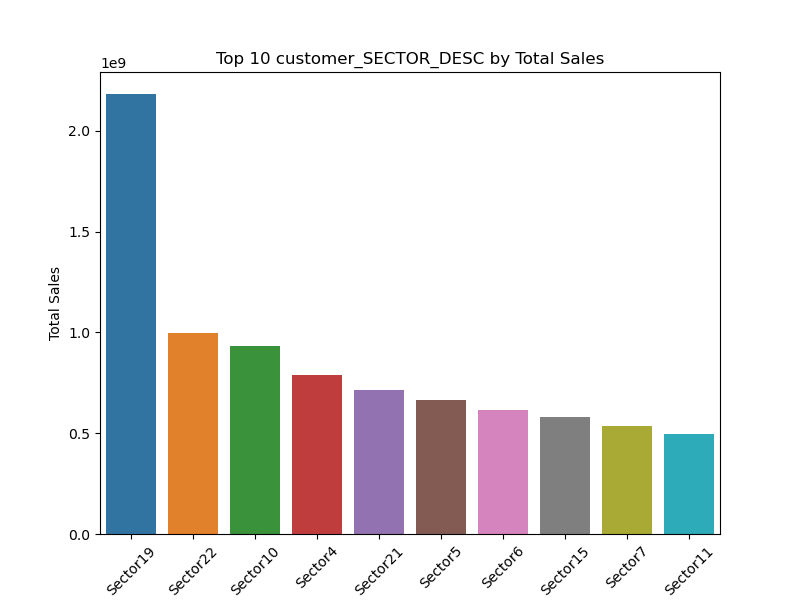 Top 10 customer_SECTOR_DESC by Total Sales
1e9
2.0
1.5
1.0
0.5
0.0
Total Sales
Sector19
Sector22
Sector10
Sector4
Sector21
Sector5
Sector6
Sector15
Sector7
Sector11